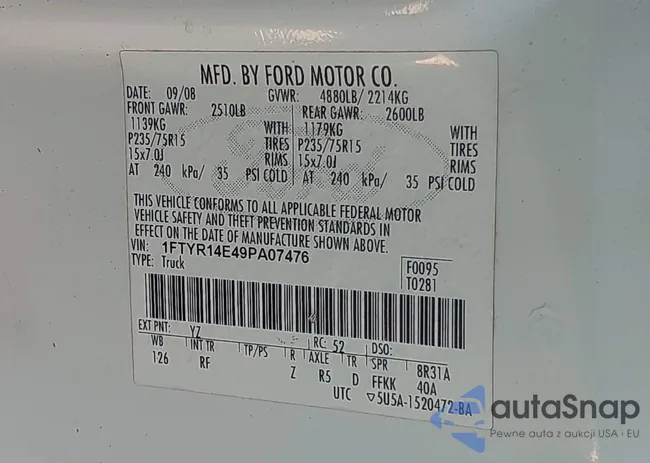 MFD. BY FORD MOTOR CO.
DATE: 09/08 GVWR: 4880LB/ 2214KG
FRONT GAWR: 2510LB REAR GAWR: 2600LB
1139KG WITH 1179KG WITH
P235/75R15 TIRES P235/75R15 TIRES
15x7.0J RIMS 15x7.0J RIMS
AT 240 kPa/ 35 PSI COLD AT 240 kPa/ 35 PSI COLD
THIS VEHICLE CONFORMS TO ALL APPLICABLE FEDERAL MOTOR
VEHICLE SAFETY AND THEFT PREVENTION STANDARDS IN
EFFECT ON THE DATE OF MANUFACTURE SHOWN ABOVE.
VIN: 1FTYR14E49PA07476
TYPE: Truck
F0095
T0281
EXT PNT: YZ RC: 52 DSO:
WB INT TR TP/PS R AXLE TR SPR 8R31A
126 RF Z R5 D FFKK 40A
UTC ▽5U5A-1520472-BA
autaSnap
Pewne auta z aukcji USA · EU